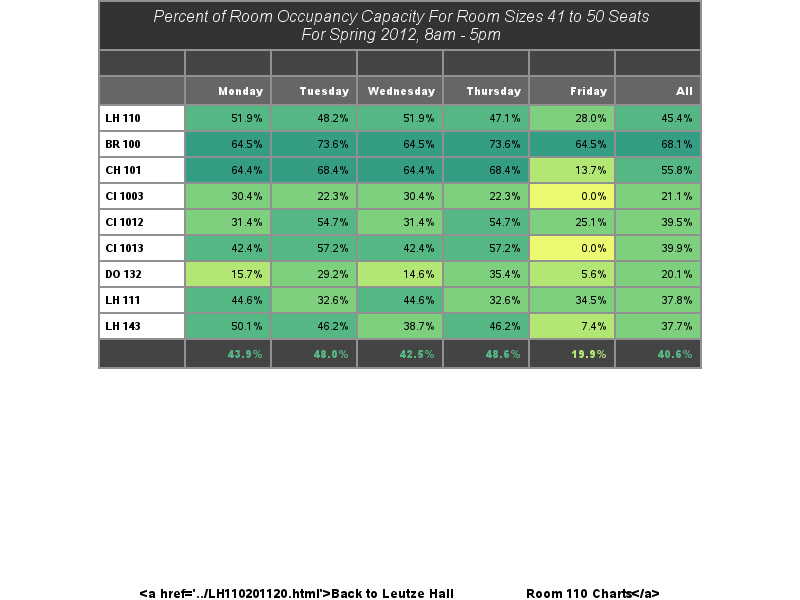 Percent of Room Occupancy Capacity For Room Sizes 41 to 50 Seats
For Spring 2012, 8am - 5pm
Monday Tuesday Wednesday Thursday Friday All
LH 110 51.9% 48.2% 51.9% 47.1% 28.0% 45.4%
BR 100 64.5% 73.6% 64.5% 73.6% 64.5% 68.1%
CH 101 64.4% 68.4% 64.4% 68.4% 13.7% 55.8%
CI 1003 30.4% 22.3% 30.4% 22.3% 0.0% 21.1%
CI 1012 31.4% 54.7% 31.4% 54.7% 25.1% 39.5%
CI 1013 42.4% 57.2% 42.4% 57.2% 0.0% 39.9%
DO 132 15.7% 29.2% 14.6% 35.4% 5.6% 20.1%
LH 111 44.6% 32.6% 44.6% 32.6% 34.5% 37.8%
LH 143 50.1% 46.2% 38.7% 46.2% 7.4% 37.7%
43.9% 48.0% 42.5% 48.6% 19.9% 40.6%
<a href='../LH110201120.html'>Back to Leutze Hall Room 110 Charts</a>